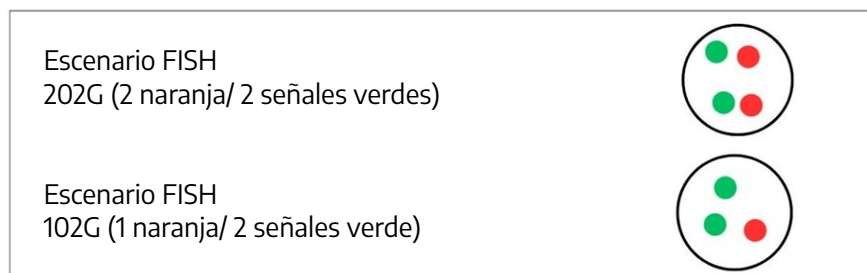 Escenario FISH
202G (2 naranja/ 2 señales verdes)
Escenario FISH
102G (1 naranja/ 2 señales verde)